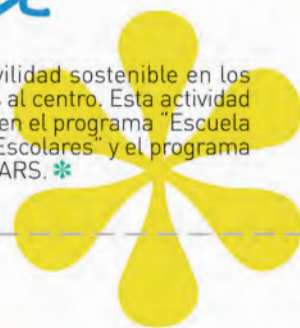 vilidad sostenible en los
s al centro. Esta actividad
en el programa “Escuela
Escolares” y el programa
ARS. *